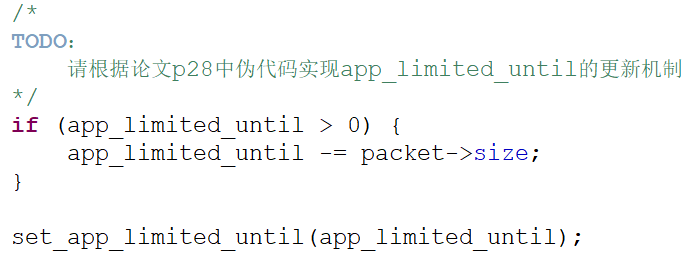 /*
TODO:
    请根据论文p28中伪代码实现app_limited_until的更新机制
*/
if (app_limited_until > 0) {
    app_limited_until -= packet->size;
}
set_app_limited_until(app_limited_until);